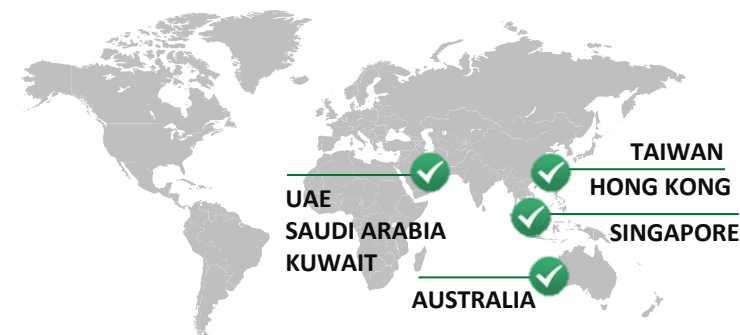 TAIWAN
HONG KONG
UAE
SAUDI ARABIA
KUWAIT
SINGAPORE
AUSTRALIA